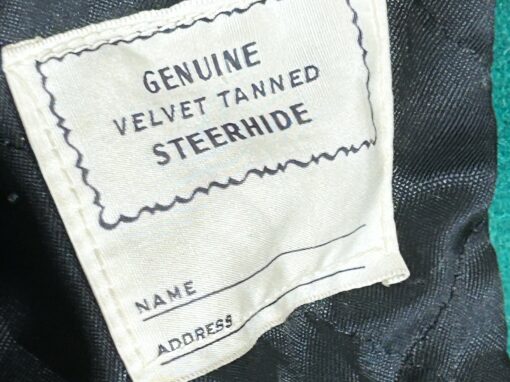 GENUINE
VELVET TANNED
STEERHIDE
NAME
ADDRESS